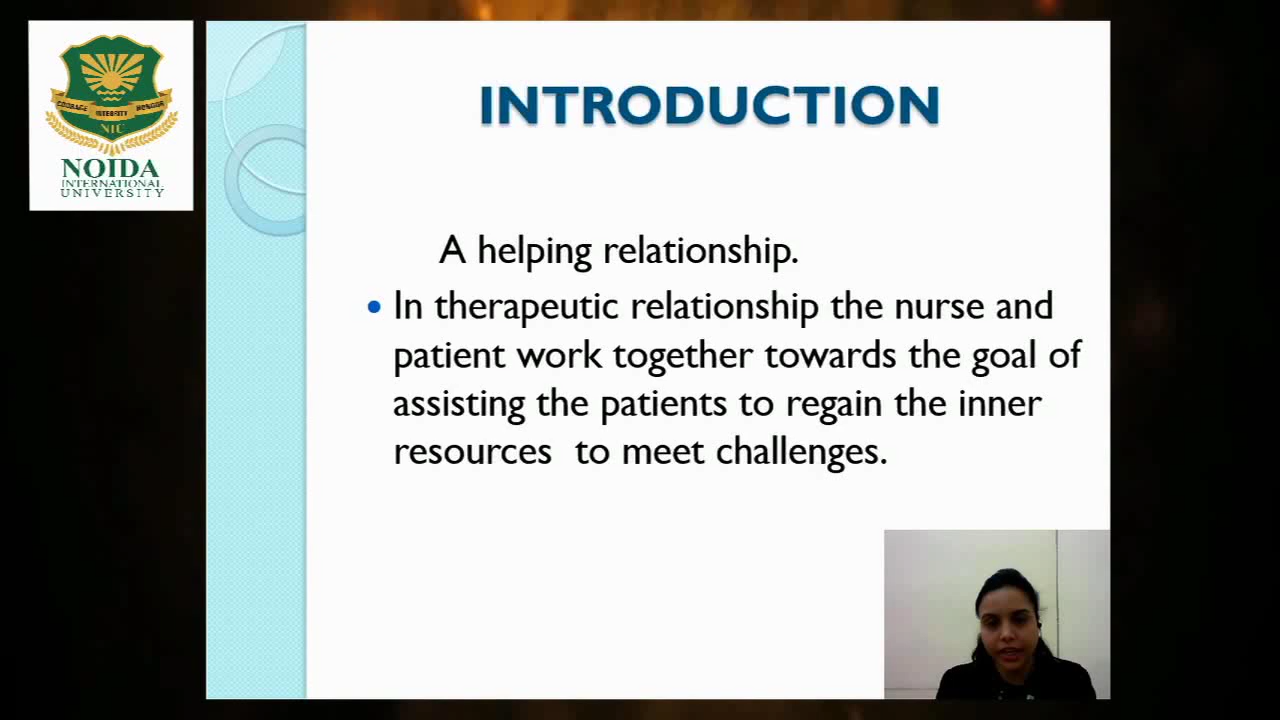 COURAGE INTEGRITY HONOUR
NIC
NOIDA
INTERNATIONAL
UNIVERSITY
INTRODUCTION
A helping relationship.
• In therapeutic relationship the nurse and
patient work together towards the goal of
assisting the patients to regain the inner
resources to meet challenges.